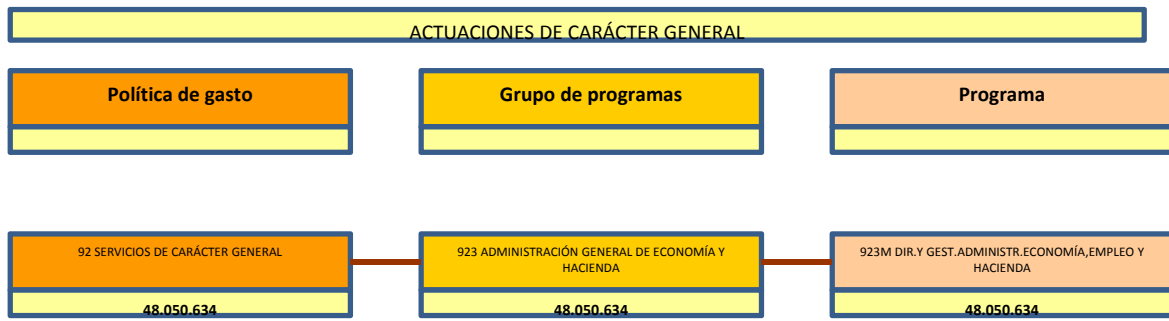 ACTUACIONES DE CARÁCTER GENERAL
Política de gasto
Grupo de programas
Programa
92 SERVICIOS DE CARÁCTER GENERAL
923 ADMINISTRACIÓN GENERAL DE ECONOMÍA Y
HACIENDA
923M DIR.Y GEST.ADMINISTR.ECONOMÍA,EMPLEO Y
HACIENDA
48.050.634
48.050.634
48.050.634